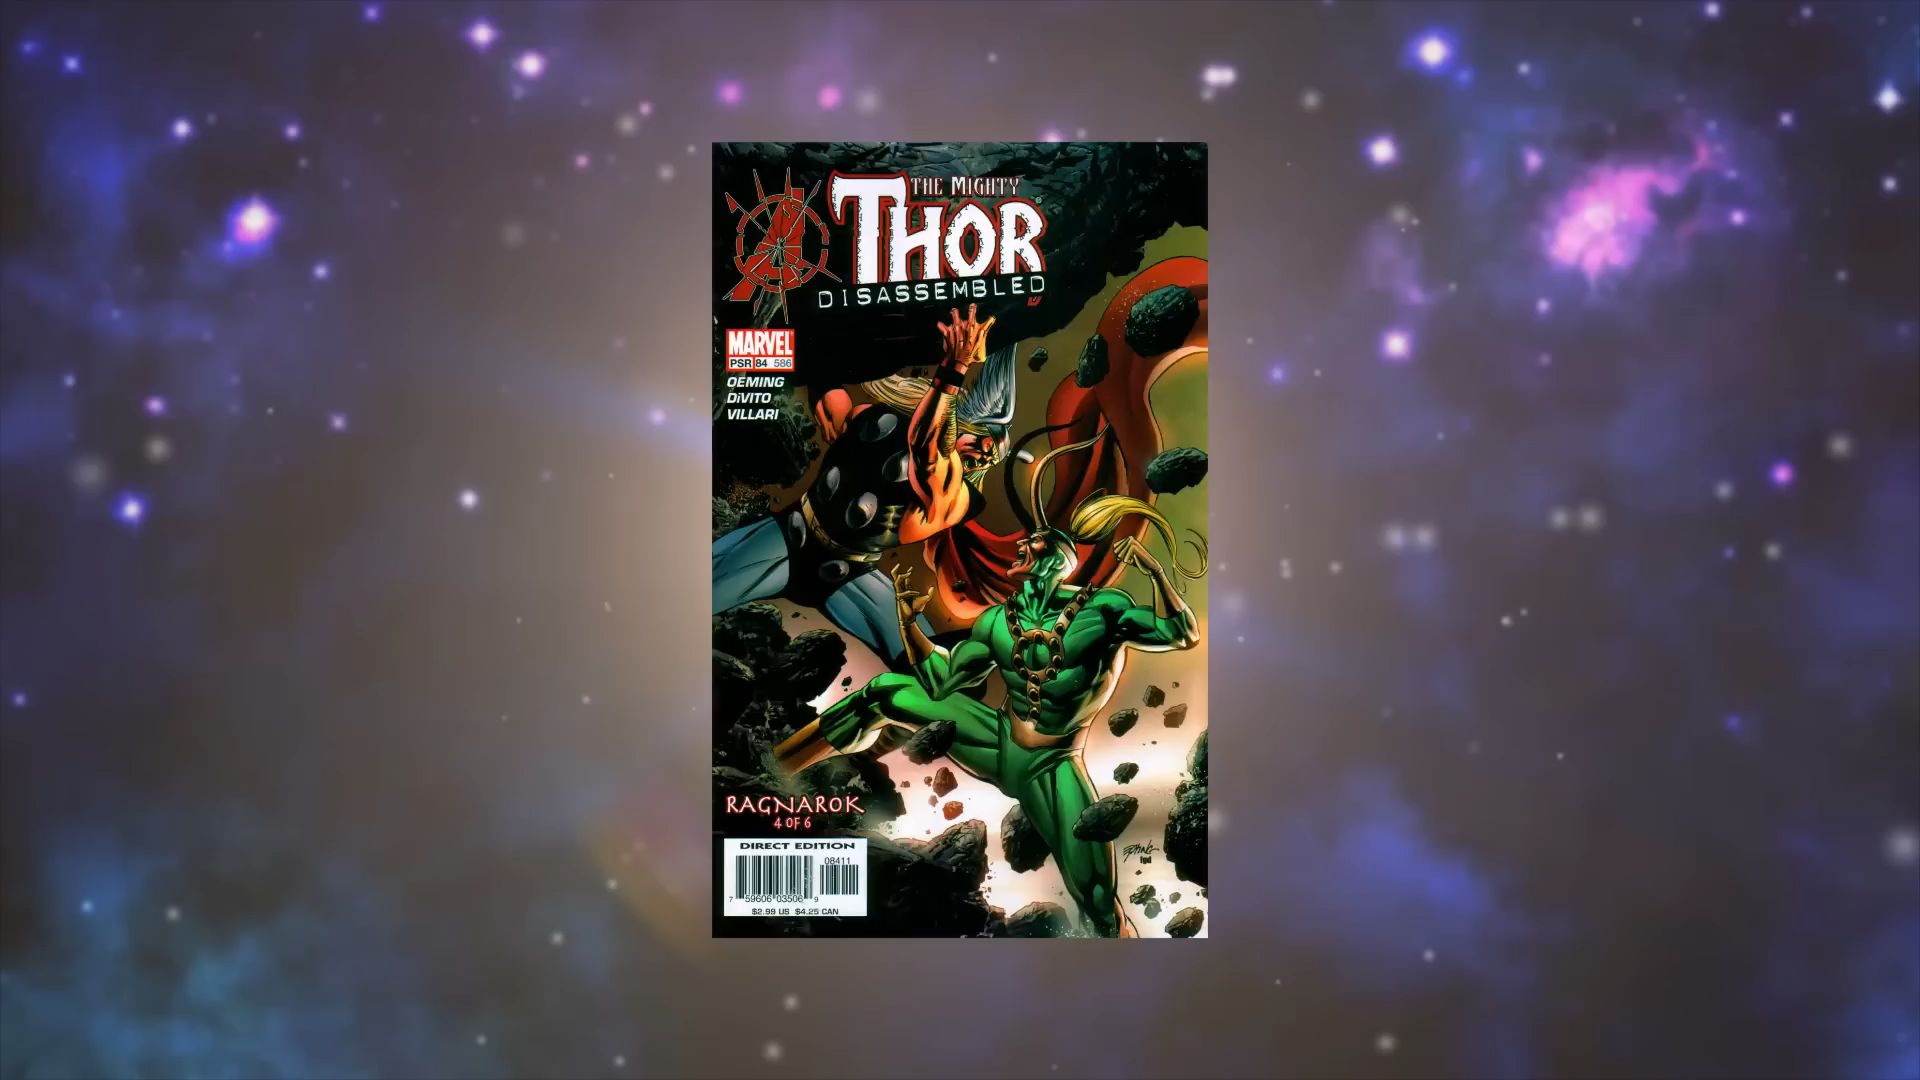 THE MIGHTY
THOR
DISASSEMBLED
MARVEL
PSR 84 586
OEMING
DiVITO
VILLARI
RAGNAROK
4 OF 6
DIRECT EDITION
08411
7 59606 03506 9
$2.99 US $4.25 CAN